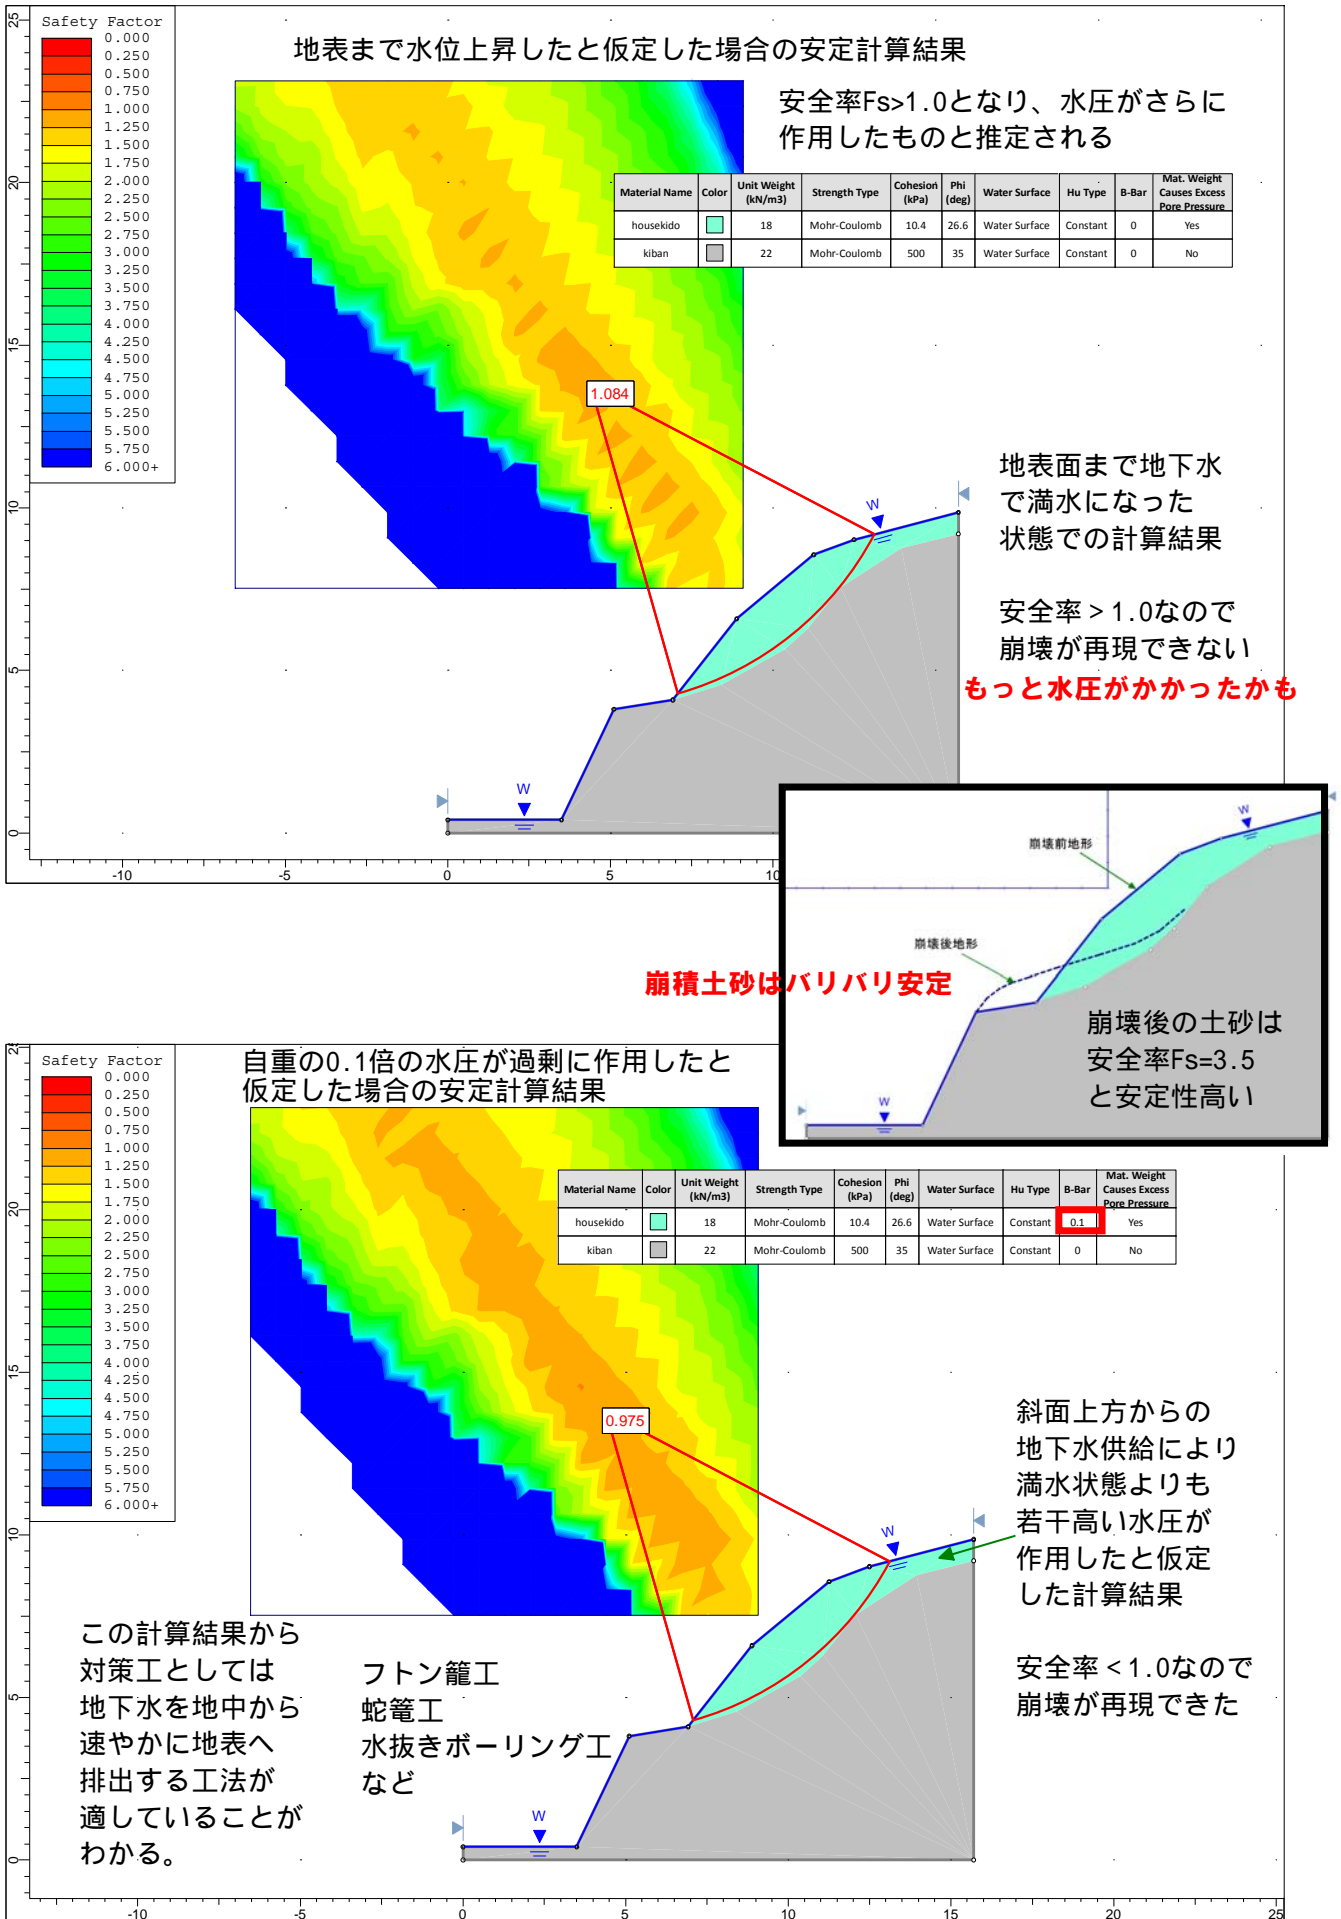 Safety Factor
0.000
0.250
0.500
0.750
1.000
1.250
1.500
1.750
2.000
2.250
2.500
2.750
3.000
3.250
3.500
3.750
4.000
4.250
4.500
4.750
5.000
5.250
5.500
5.750
6.000+
地表まで水位上昇したと仮定した場合の安定計算結果
安全率Fs>1.0となり、水圧がさらに
作用したものと推定される
Material Name Color Unit Weight (kN/m3) Strength Type Cohesion (kPa) Phi (deg) Water Surface Hu Type B-Bar Mat. Weight Causes Excess Pore Pressure
housekido 18 Mohr-Coulomb 10.4 26.6 Water Surface Constant 0 Yes
kiban 22 Mohr-Coulomb 500 35 Water Surface Constant 0 No
1.084
地表面まで地下水
で満水になった
状態での計算結果
安全率>1.0なので
崩壊が再現できない
もっと水圧がかかったかも
W
W
25
20
15
10
5
0
-10 -5 0 5 10
W
崩壊前地形
崩壊後地形
崩積土砂はバリバリ安定
崩壊後の土砂は
安全率Fs=3.5
と安定性高い
W
Safety Factor
0.000
0.250
0.500
0.750
1.000
1.250
1.500
1.750
2.000
2.250
2.500
2.750
3.000
3.250
3.500
3.750
4.000
4.250
4.500
4.750
5.000
5.250
5.500
5.750
6.000+
自重の0.1倍の水圧が過剰に作用したと
仮定した場合の安定計算結果
Material Name Color Unit Weight (kN/m3) Strength Type Cohesion (kPa) Phi (deg) Water Surface Hu Type B-Bar Mat. Weight Causes Excess Pore Pressure
housekido 18 Mohr-Coulomb 10.4 26.6 Water Surface Constant 0.1 Yes
kiban 22 Mohr-Coulomb 500 35 Water Surface Constant 0 No
0.975
斜面上方からの
地下水供給により
満水状態よりも
若干高い水圧が
作用したと仮定
した計算結果
安全率<1.0なので
崩壊が再現できた
W
この計算結果から
対策工としては
地下水を地中から
速やかに地表へ
排出する工法が
適していることが
わかる。
フトン籠工
蛇篭工
水抜きボーリング工
など
W
20
15
10
5
0
-10 -5 0 5 10 15 20 25